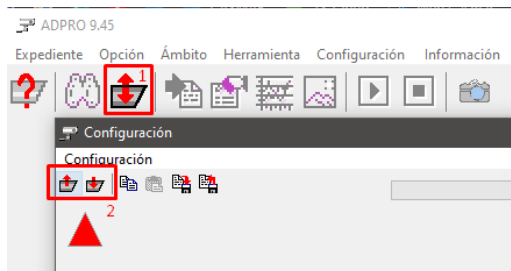 ADPRO 9.45
Expediente Opción Ámbito Herramienta Configuración Información
1
Configuración
Configuración
2